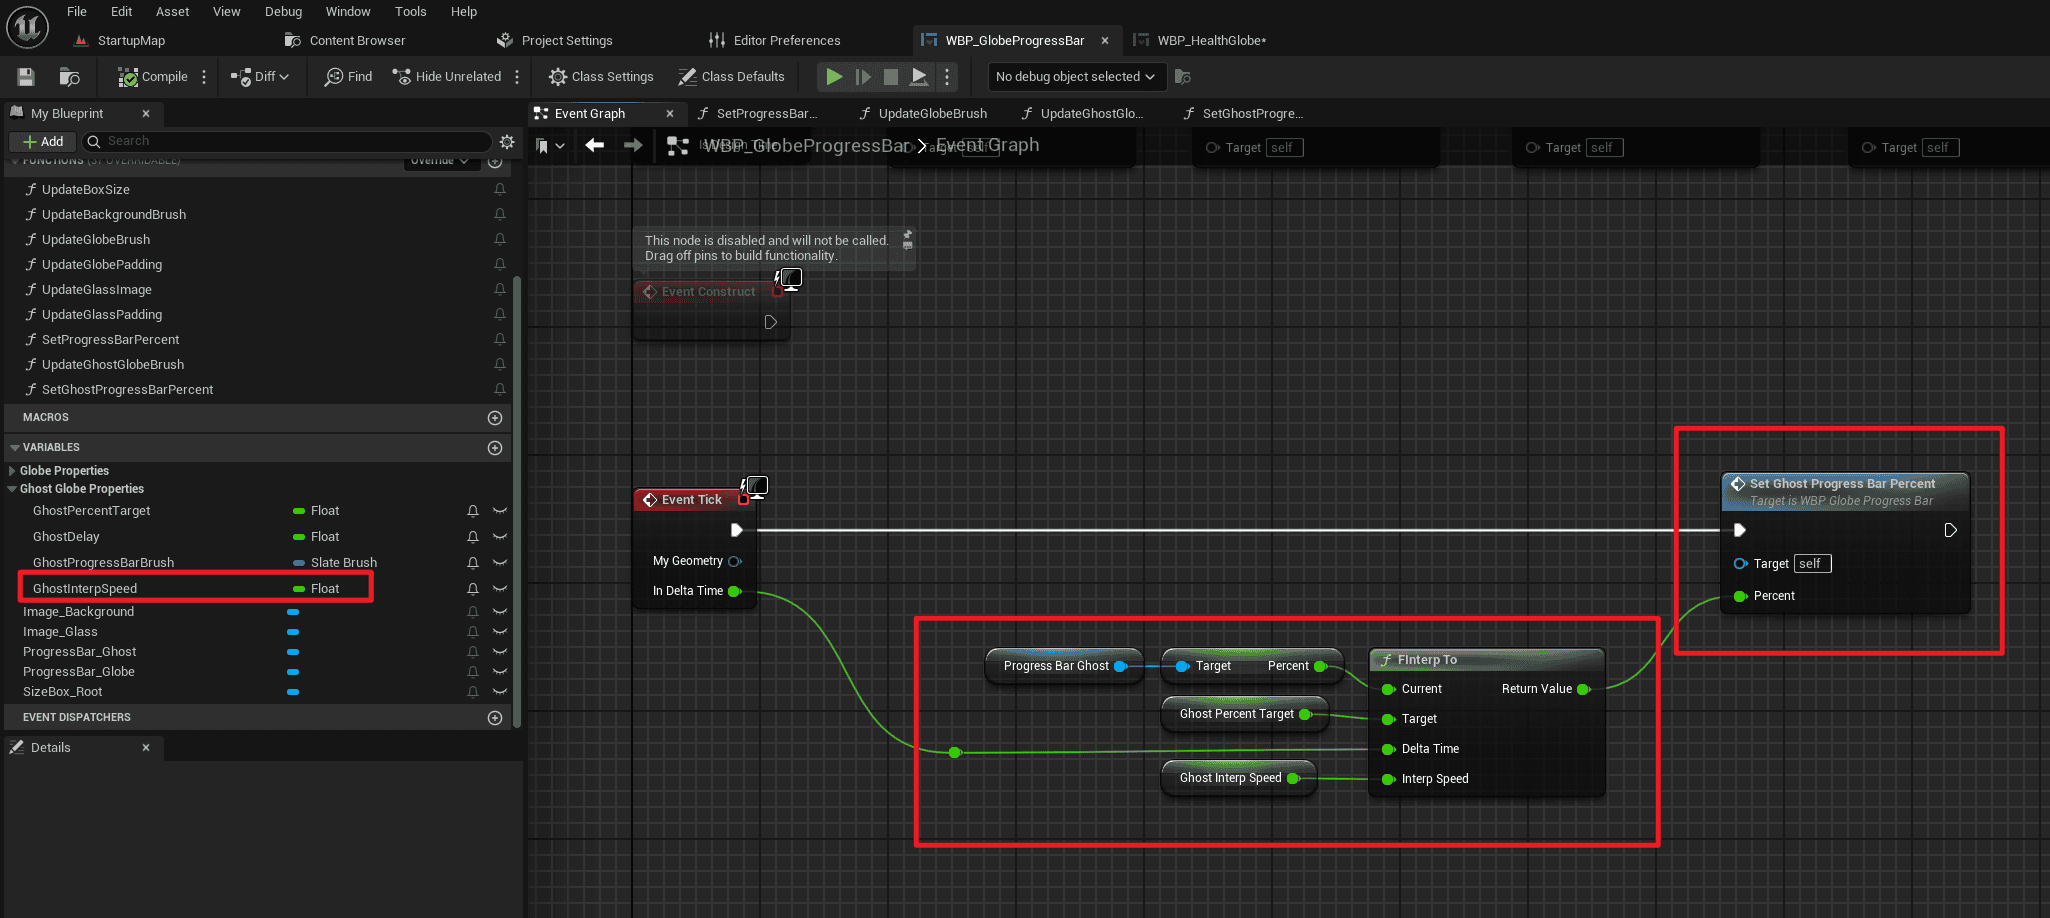 File Edit Asset View Debug Window Tools Help
StartupMap Content Browser Project Settings Editor Preferences WBP_GlobeProgressBar WBP_HealthGlobe*
Compile Diff Find Hide Unrelated Class Settings Class Defaults No debug object selected
My Blueprint
Add Search
FUNCTIONS (37 OVERRIDABLE) Override
UpdateBoxSize
UpdateBackgroundBrush
UpdateGlobeBrush
UpdateGlobePadding
UpdateGlassImage
UpdateGlassPadding
SetProgressBarPercent
UpdateGhostGlobeBrush
SetGhostProgressBarPercent
MACROS
VARIABLES
Globe Properties
Ghost Globe Properties
GhostPercentTarget Float
GhostDelay Float
GhostProgressBarBrush Slate Brush
GhostInterpSpeed Float
Image_Background
Image_Glass
ProgressBar_Ghost
ProgressBar_Globe
SizeBox_Root
EVENT DISPATCHERS
Details
Event Graph SetProgressBar... UpdateGlobeBrush UpdateGhostGlo... SetGhostProgre...
WBP_GlobeProgressBar > Event Graph
Target self
Target self
Target self
Target self
This node is disabled and will not be called.
Drag off pins to build functionality.
Event Construct
Event Tick
My Geometry
In Delta Time
Progress Bar Ghost
Target Percent
Ghost Percent Target
Ghost Interp Speed
FInterp To
Current Return Value
Target
Delta Time
Interp Speed
Set Ghost Progress Bar Percent
Target is WBP Globe Progress Bar
Target self
Percent